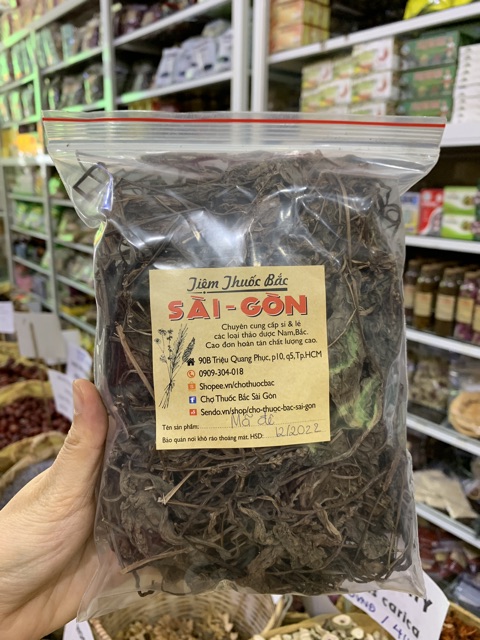 Tiệm Thuốc Bắc
SÀI-GÒN
Chuyên cung cấp sỉ & lẻ
các loại thảo dược Nam,Bắc.
Cao đơn hoàn tán chất lượng cao.
90B Triệu Quang Phục, p10, q5,Tp.HCM
0909-304-018
Shopee.vn/chothuocbac
Chợ Thuốc Bắc Sài Gòn
Sendo.vn/shop/cho-thuoc-bac-sai-gon
Tên sản phẩm: Mã đề
Bảo quản nơi khô ráo thoáng mát. HSD: 12/2022
carica